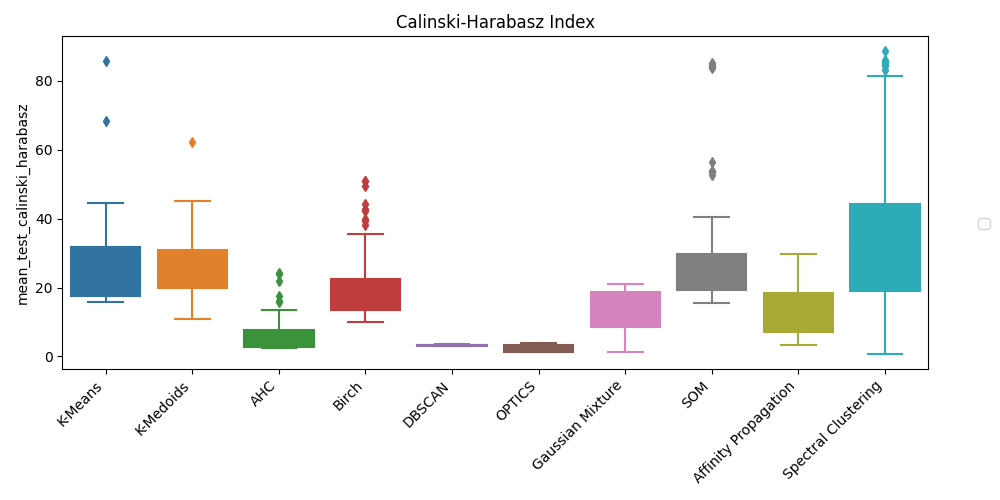 Calinski-Harabasz Index
mean_test_calinski_harabasz
80
60
40
20
0
K-Means
K-Medoids
AHC
Birch
DBSCAN
OPTICS
Gaussian Mixture
SOM
Affinity Propagation
Spectral Clustering